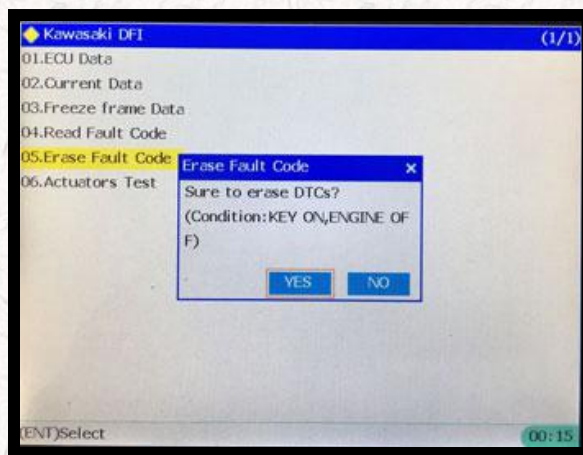 Kawasaki DFI (1/1)
01.ECU Data
02.Current Data
03.Freeze frame Data
04.Read Fault Code
05.Erase Fault Code
06.Actuators Test
Erase Fault Code ×
Sure to erase DTCs?
(Condition:KEY ON,ENGINE OF
F)
YES NO
(ENT)Select 00:15